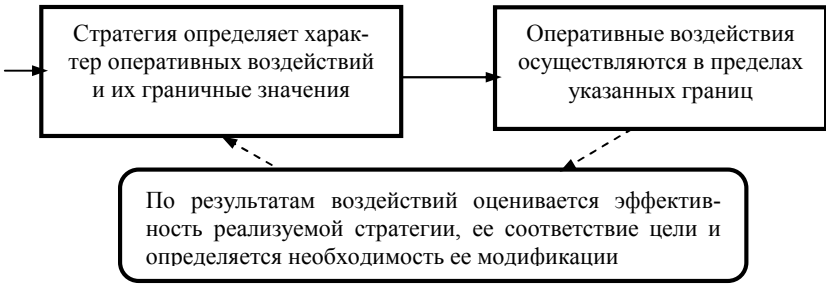 Стратегия определяет харак-
тер оперативных воздействий
и их граничные значения
Оперативные воздействия
осуществляются в пределах
указанных границ
По результатам воздействий оценивается эффектив-
ность реализуемой стратегии, ее соответствие цели и
определяется необходимость ее модификации